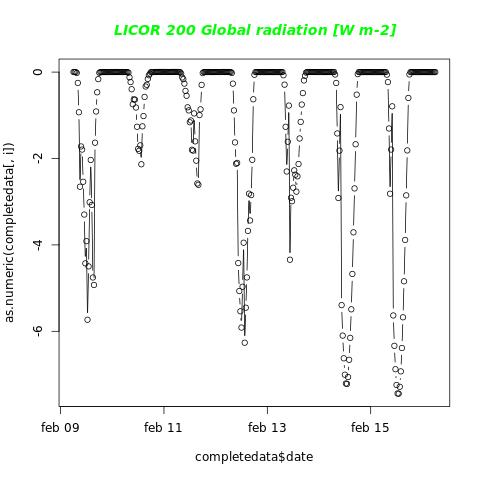 LICOR 200 Global radiation [W m-2]
as.numeric(completedata[, i])
0
-2
-4
-6
feb 09
feb 11
feb 13
feb 15
completedata$date